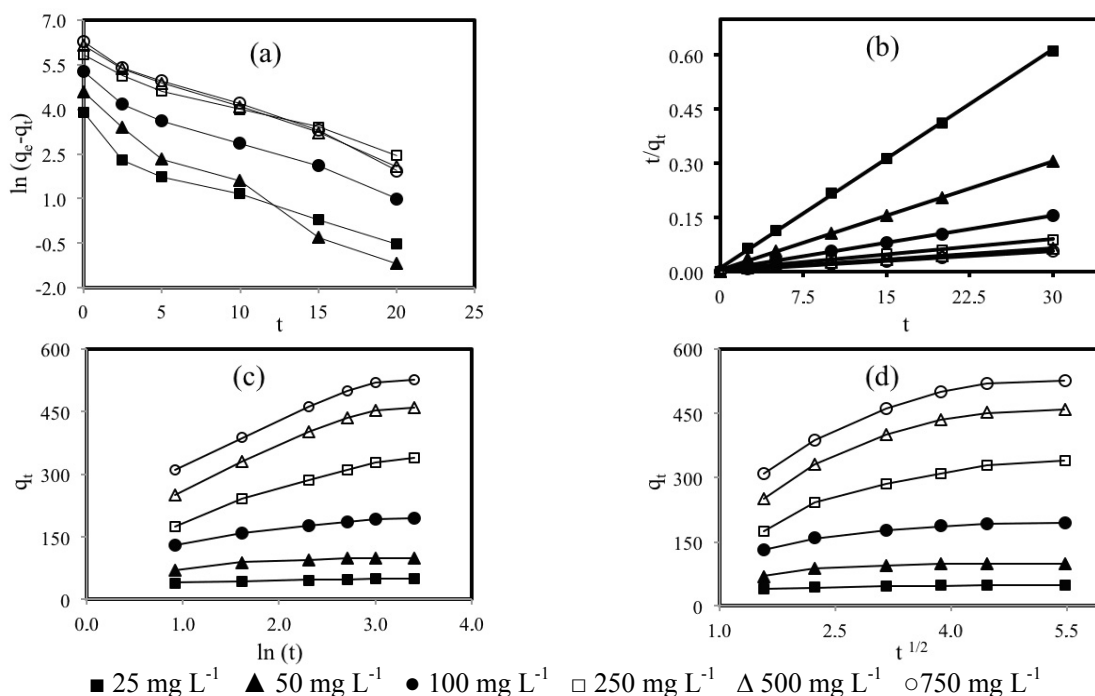 (a)
ln (qₑ-qₜ)
7.0
5.5
4.0
2.5
1.0
-0.5
-2.0
0 5 10 15 20 25
t
(b)
t/qₜ
0.60
0.45
0.30
0.15
0.00
0 7.5 15 22.5 30
t
(c)
qₜ
600
450
300
150
0
0.0 1.0 2.0 3.0 4.0
ln (t)
(d)
qₜ
600
450
300
150
0
1.0 2.5 4.0 5.5
t ^1/2
■ 25 mg L⁻¹ ▲ 50 mg L⁻¹ ● 100 mg L⁻¹ □ 250 mg L⁻¹ Δ 500 mg L⁻¹ ○ 750 mg L⁻¹